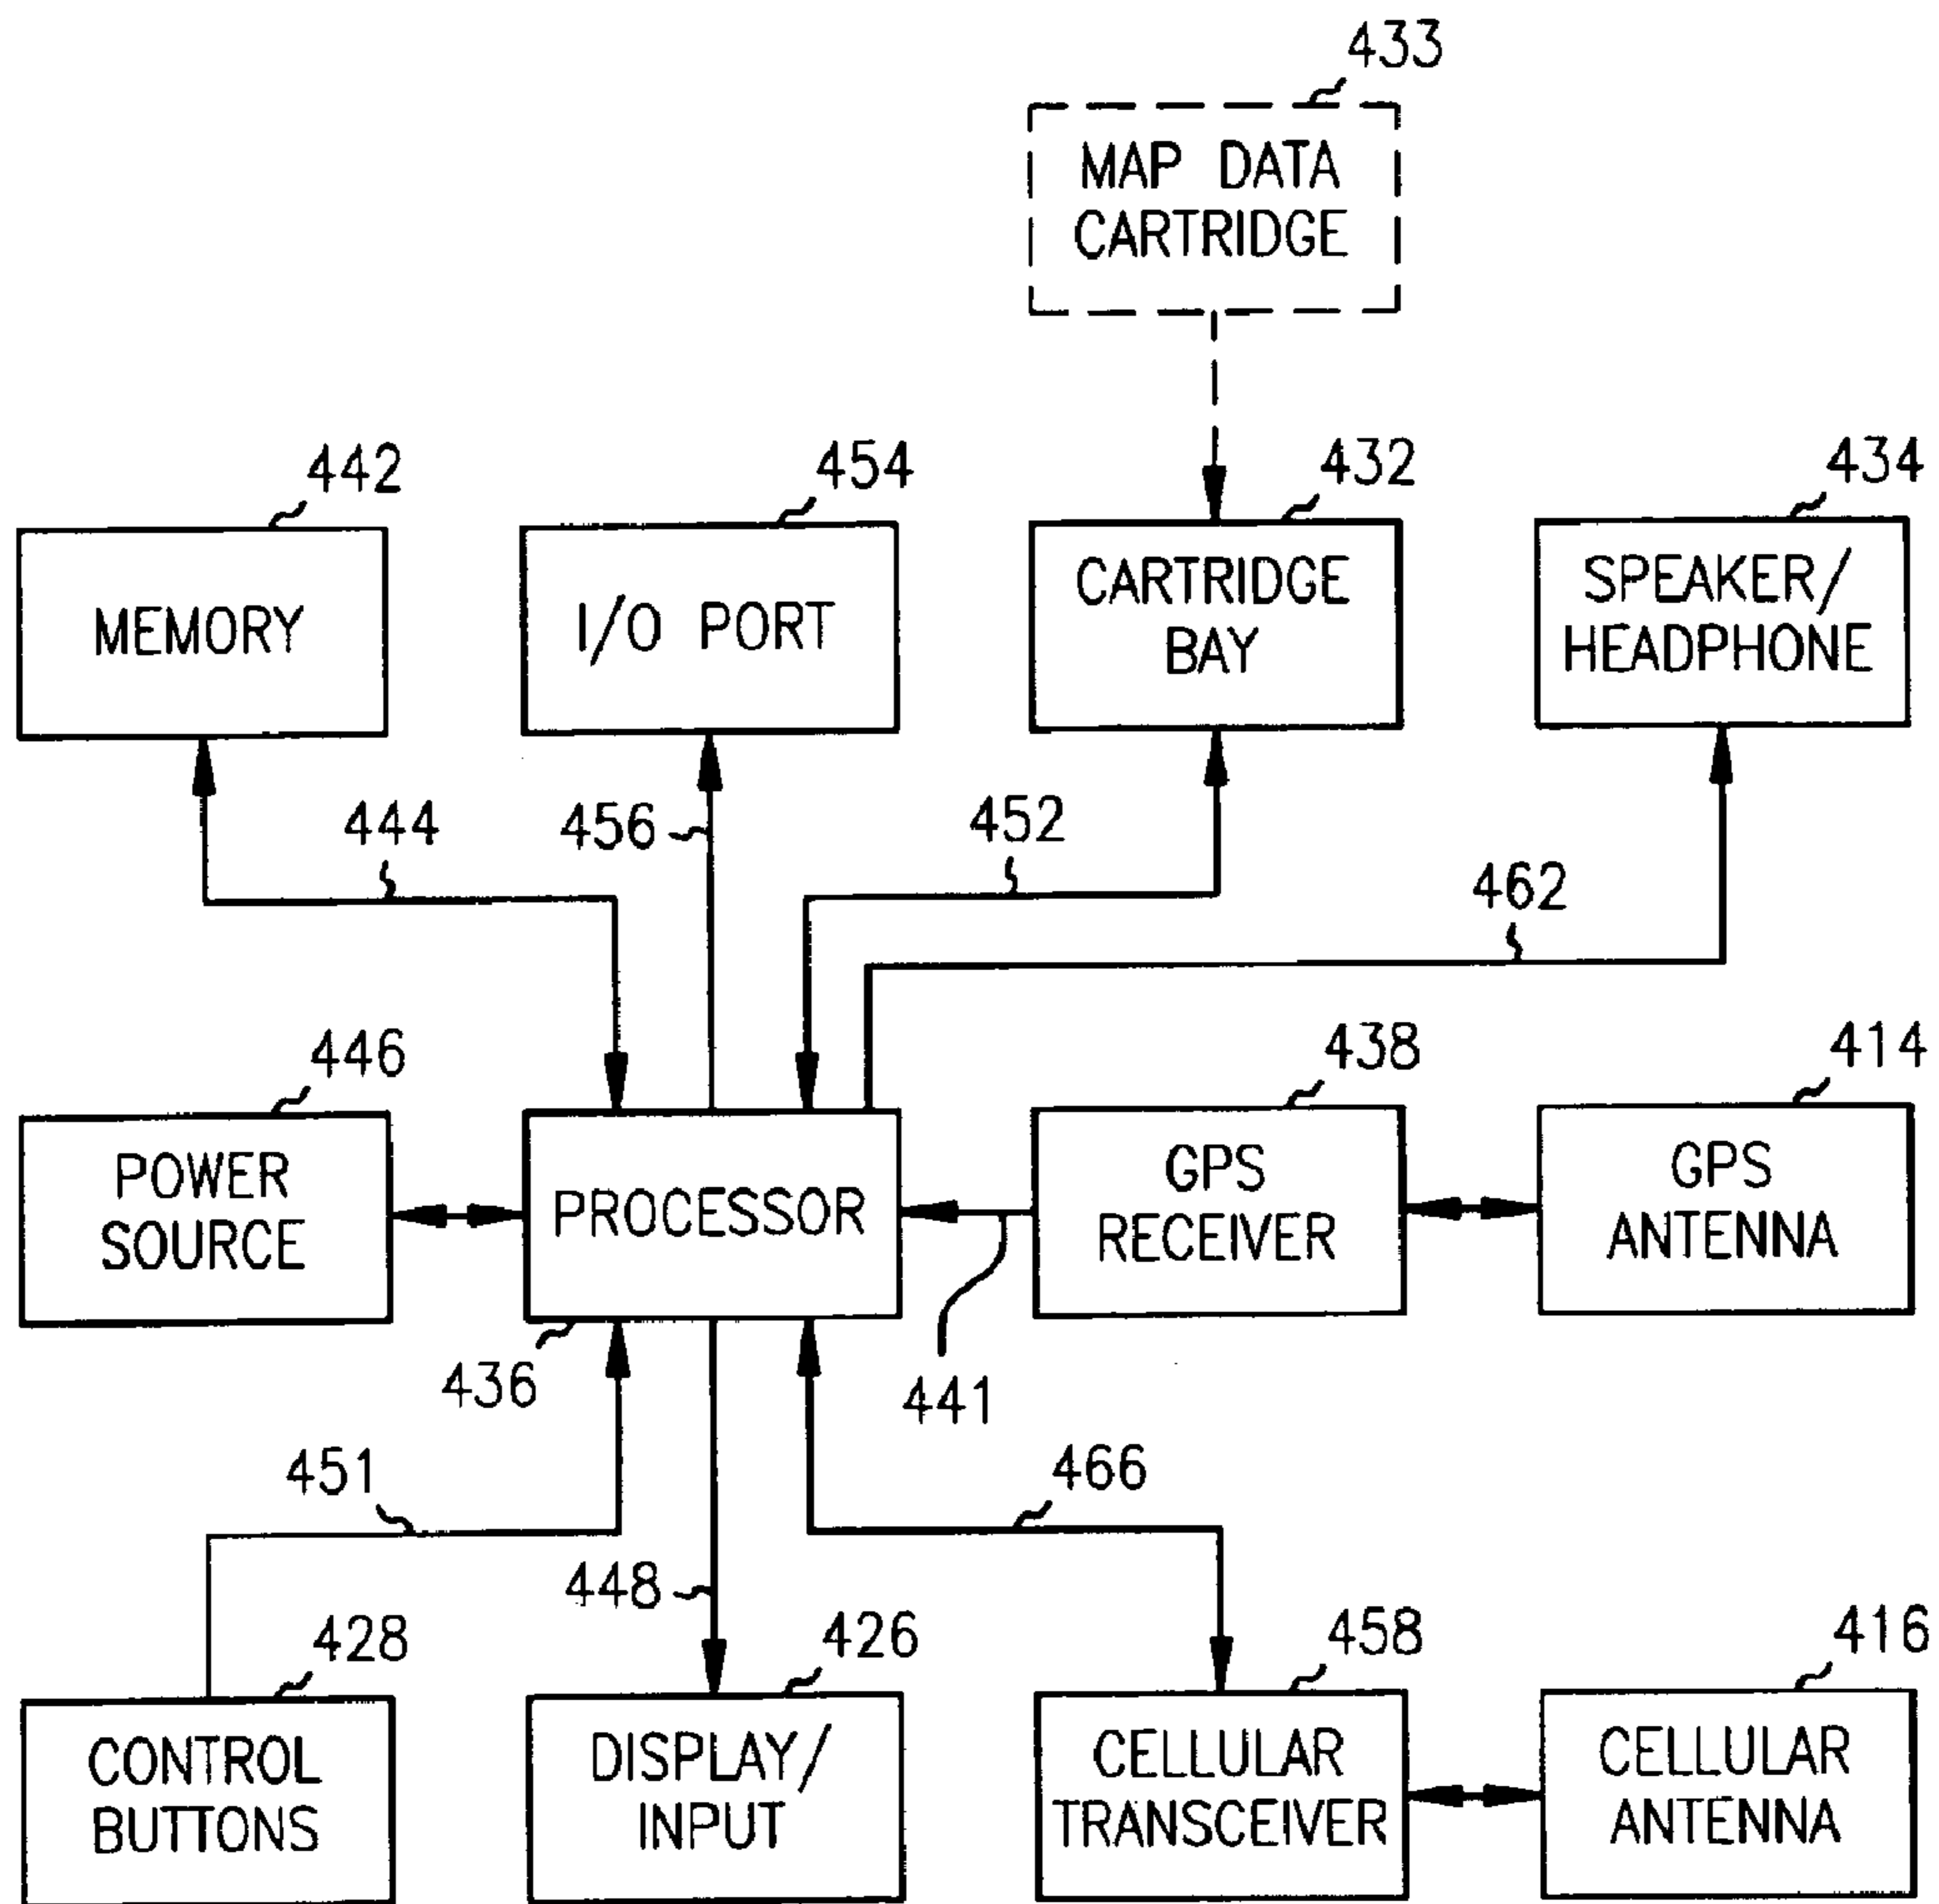 433
MAP DATA
CARTRIDGE
442
454
432
434
MEMORY
I/O PORT
CARTRIDGE
BAY
SPEAKER/
HEADPHONE
444
456
452
462
446
438
414
POWER
SOURCE
PROCESSOR
GPS
RECEIVER
GPS
ANTENNA
436
441
451
466
448
428
426
458
416
CONTROL
BUTTONS
DISPLAY/
INPUT
CELLULAR
TRANSCEIVER
CELLULAR
ANTENNA